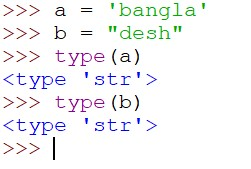 >>> a = 'bangla'
>>> b = "desh"
>>> type(a)
<type 'str'>
>>> type(b)
<type 'str'>
>>>